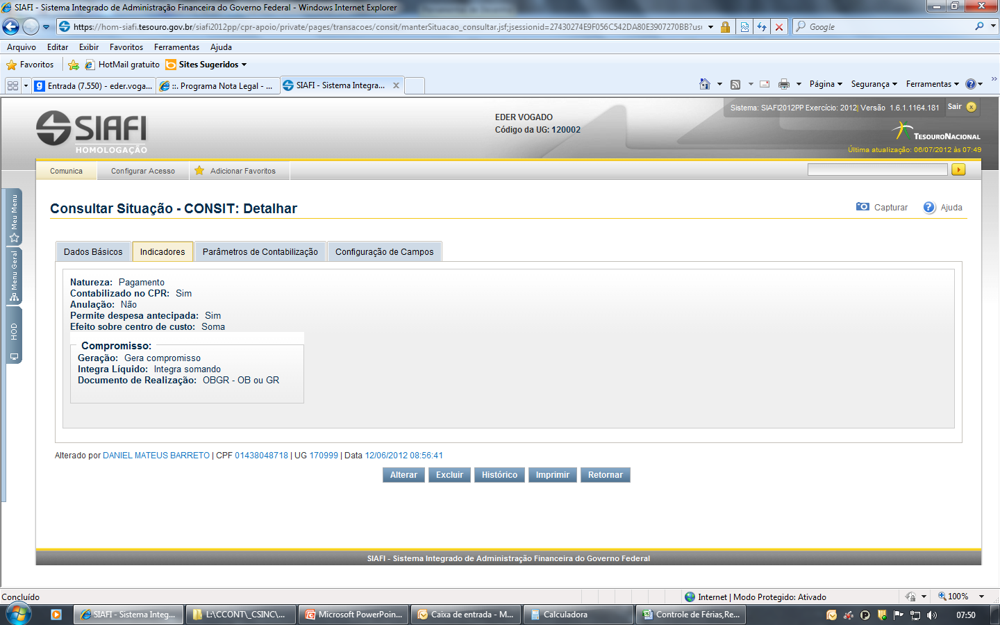 SIAFI - Sistema Integrado de Administração Financeira do Governo Federal - Windows Internet Explorer
https://hom-siafi.tesouro.gov.br/siafi2012pp/cpr-apoio/private/pages/transacoes/consit/manterSituacao_consultar.jsf;jsessionid=27430274E9F056C542DA80E3907270BB?usu
Google
Arquivo Editar Exibir Favoritos Ferramentas Ajuda
Favoritos HotMail gratuito Sites Sugeridos
Entrada (7.550) - eder.voga... ::. Programa Nota Legal - ... SIAFI - Sistema Integra... Página Segurança Ferramentas
SIAFI
HOMOLOGAÇÃO
EDER VOGADO
Código da UG: 120002
Sistema: SIAFI2012PP Exercício: 2012| Versão 1.6.1.1164.181 Sair x
TESOURONACIONAL
Última atualização: 06/07/2012 às 07:49
Comunica Configurar Acesso Adicionar Favoritos
Meu Menu
Menu Geral
HOD
Consultar Situação - CONSIT: Detalhar
Capturar Ajuda
Dados Básicos Indicadores Parâmetros de Contabilização Configuração de Campos
Natureza: Pagamento
Contabilizado no CPR: Sim
Anulação: Não
Permite despesa antecipada: Sim
Efeito sobre centro de custo: Soma
Compromisso:
Geração: Gera compromisso
Integra Líquido: Integra somando
Documento de Realização: OBGR - OB ou GR
Alterado por DANIEL MATEUS BARRETO | CPF 01438048718 | UG 170999 | Data 12/06/2012 08:56:41
Alterar Excluir Histórico Imprimir Retornar
SIAFI - Sistema Integrado de Administração Financeira do Governo Federal
Concluído
Internet | Modo Protegido: Ativado 100%
SIAFI - Sistema Integ... L:\CCONT\_CSINC\... Microsoft PowerPoin... Caixa de entrada - M... Calculadora Controle de Férias,Re... 07:50